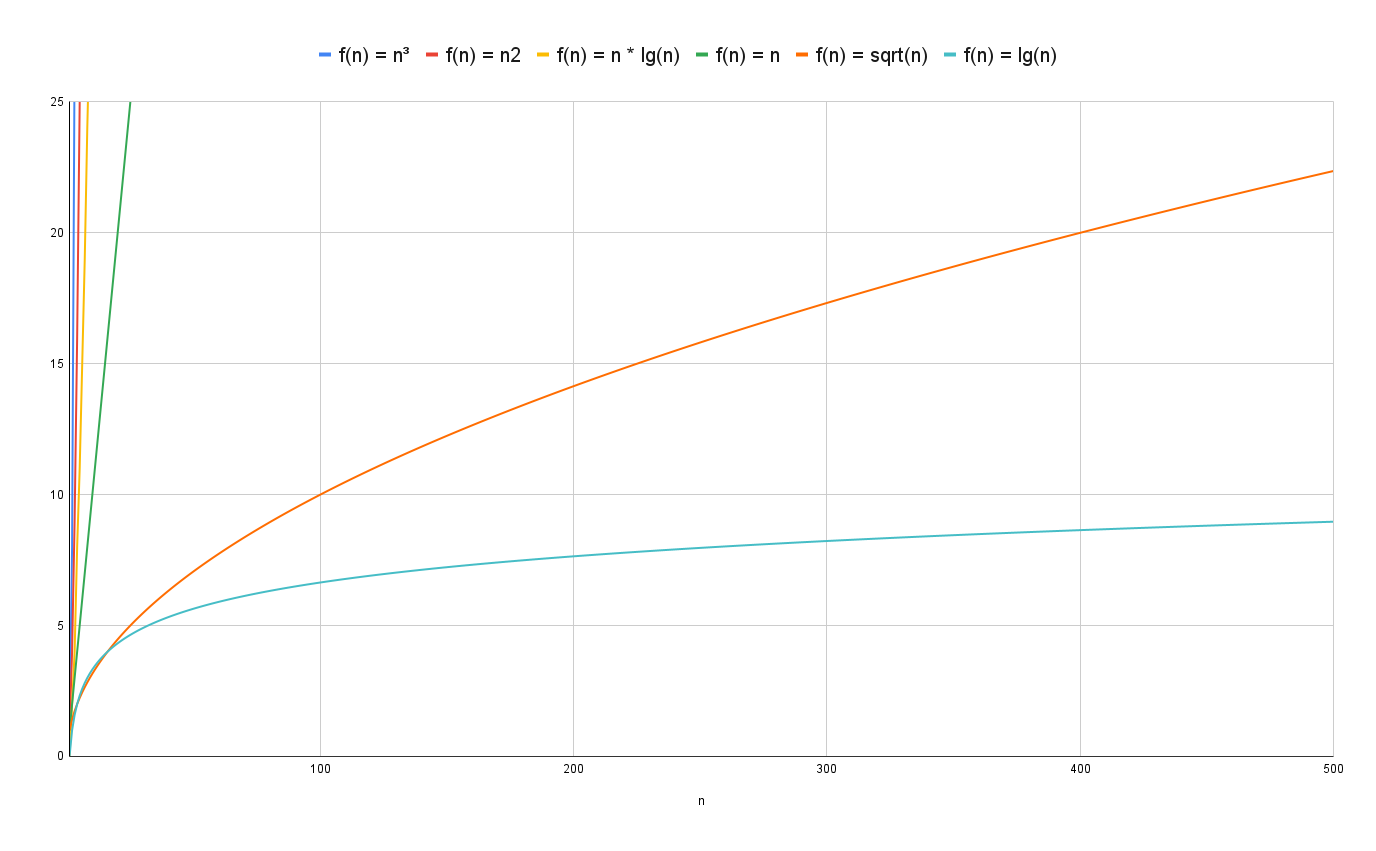 f(n) = n³ f(n) = n2 f(n) = n * lg(n) f(n) = n f(n) = sqrt(n) f(n) = lg(n)
25
20
15
10
5
0
100 200 300 400 500
n